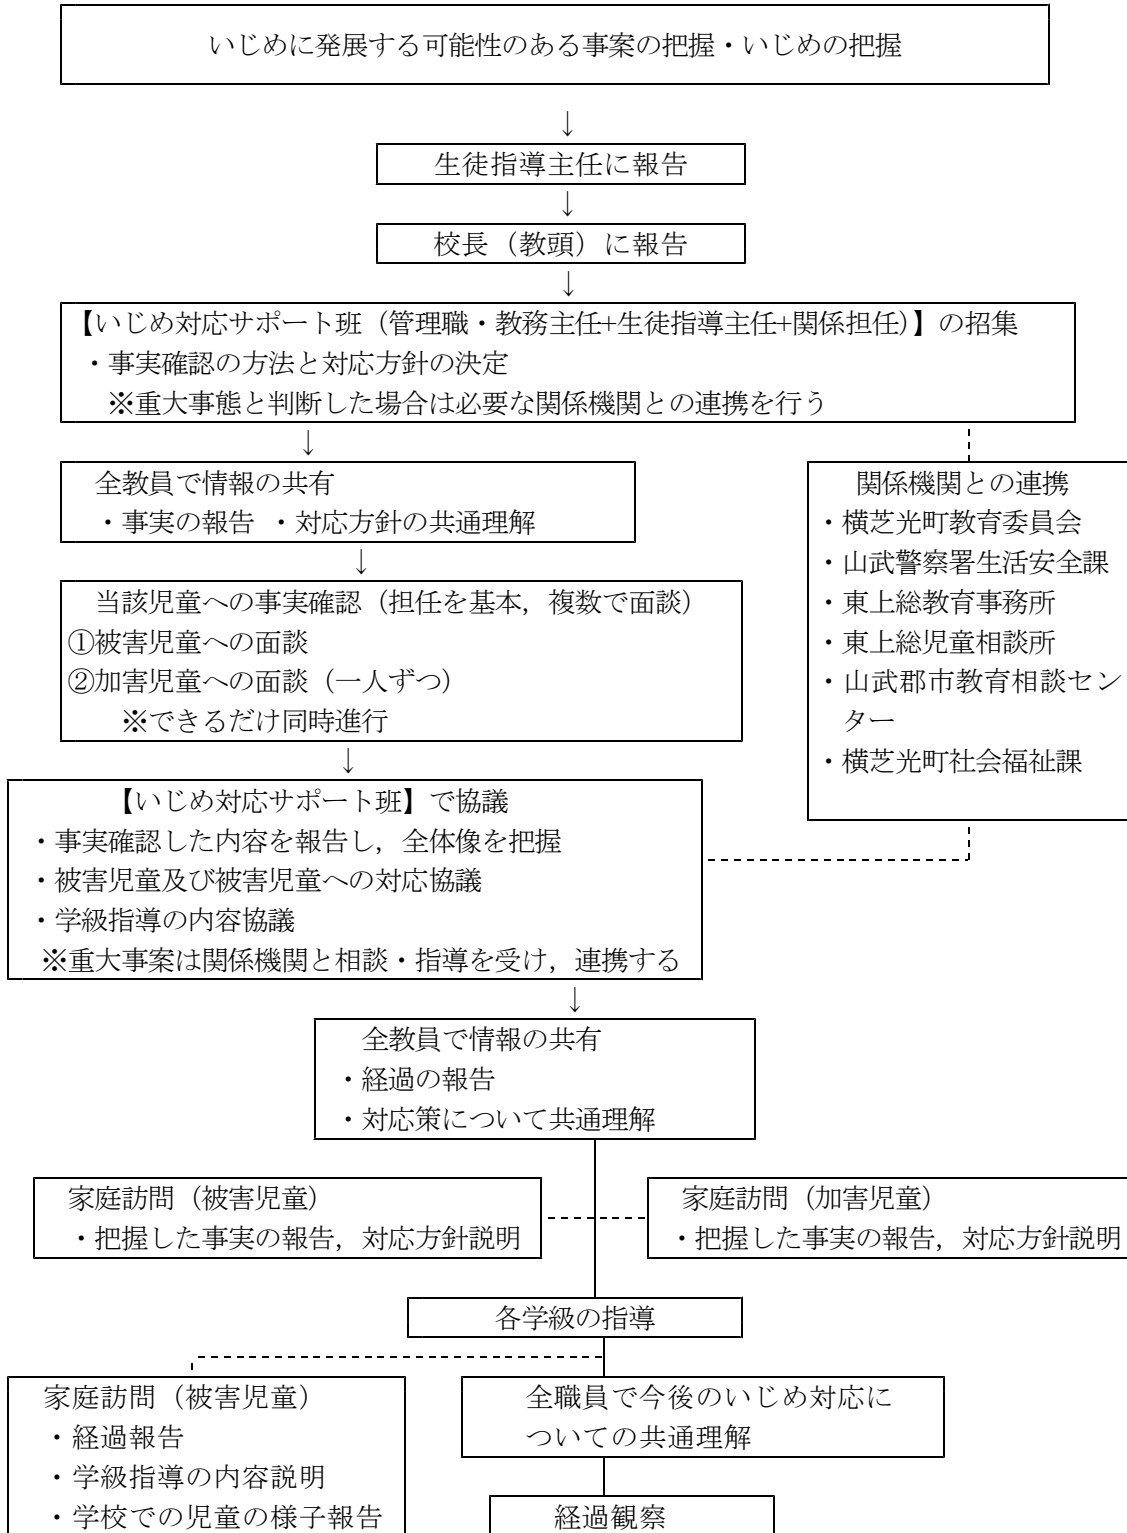 いじめに発展する可能性のある事案の把握・いじめの把握
↓
生徒指導主任に報告
↓
校長（教頭）に報告
↓
【いじめ対応サポート班（管理職・教務主任+生徒指導主任+関係担任)】の招集
・事実確認の方法と対応方針の決定
※重大事態と判断した場合は必要な関係機関との連携を行う
↓
全教員で情報の共有
・事実の報告 ・対応方針の共通理解
↓
関係機関との連携
・横芝光町教育委員会
・山武警察署生活安全課
・東上総教育事務所
・東上総児童相談所
・山武郡市教育相談セン
ター
・横芝光町社会福祉課
当該児童への事実確認（担任を基本，複数で面談）
①被害児童への面談
②加害児童への面談（一人ずつ）
※できるだけ同時進行
↓
【いじめ対応サポート班】で協議
・事実確認した内容を報告し，全体像を把握
・被害児童及び被害児童への対応協議
・学級指導の内容協議
※重大事案は関係機関と相談・指導を受け，連携する
↓
全教員で情報の共有
・経過の報告
・対応策について共通理解
家庭訪問（被害児童）
・把握した事実の報告，対応方針説明
家庭訪問（加害児童）
・把握した事実の報告，対応方針説明
各学級の指導
家庭訪問（被害児童）
・経過報告
・学級指導の内容説明
・学校での児童の様子報告
全職員で今後のいじめ対応に
ついての共通理解
経過観察